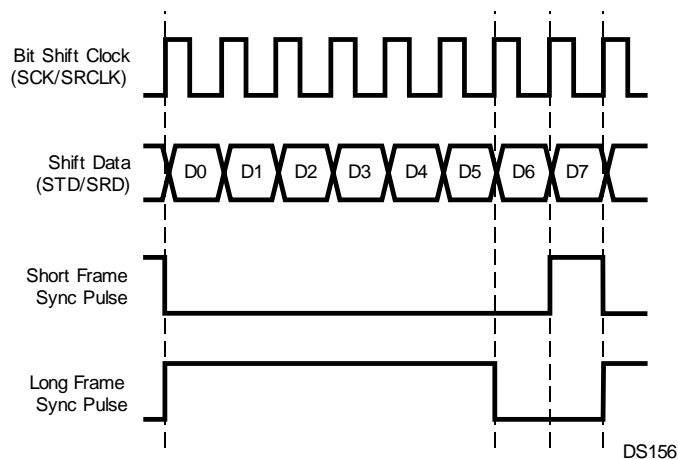 Bit Shift Clock
(SCK/SRCLK)
Shift Data
(STD/SRD)
D0 D1 D2 D3 D4 D5 D6 D7
Short Frame
Sync Pulse
Long Frame
Sync Pulse
DS156